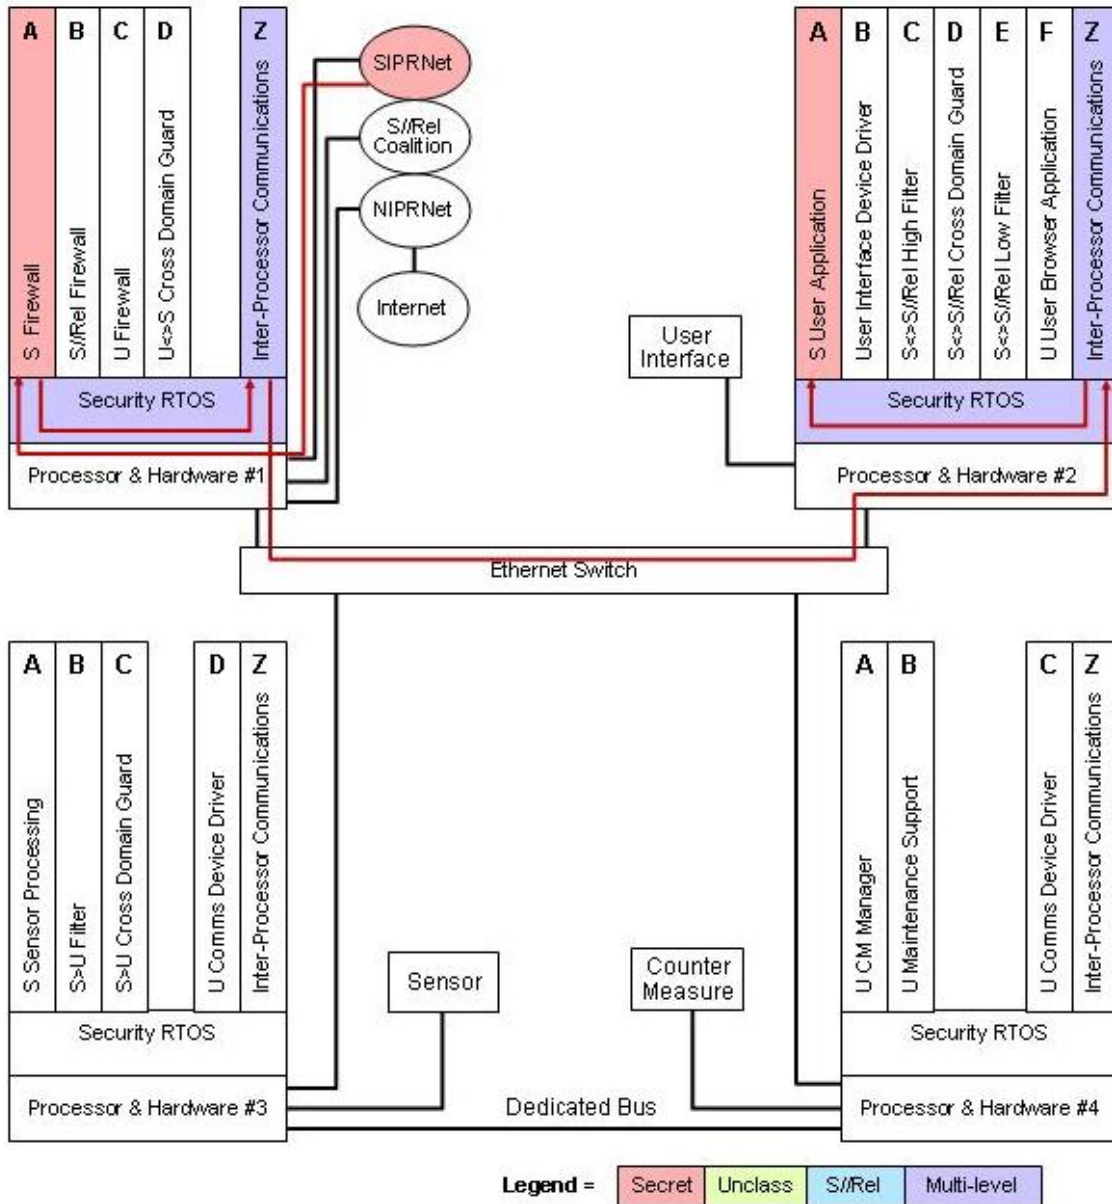 A B C D Z
S Firewall
S//Rel Firewall
U Firewall
U<>S Cross Domain Guard
Inter-Processor Communications
Security RTOS
Processor & Hardware #1
SIPRNet
S//Rel
Coalition
NIPRNet
Internet
User
Interface
A B C D E F Z
S User Application
User Interface Device Driver
S<>S//Rel High Filter
S<>S//Rel Cross Domain Guard
S<>S//Rel Low Filter
U User Browser Application
Inter-Processor Communications
Security RTOS
Processor & Hardware #2
Ethernet Switch
A B C D Z
S Sensor Processing
S>U Filter
S>U Cross Domain Guard
U Comms Device Driver
Inter-Processor Communications
Security RTOS
Processor & Hardware #3
Sensor
Counter
Measure
Dedicated Bus
A B C Z
U CM Manager
U Maintenance Support
U Comms Device Driver
Inter-Processor Communications
Security RTOS
Processor & Hardware #4
Legend = Secret Unclass S//Rel Multi-level